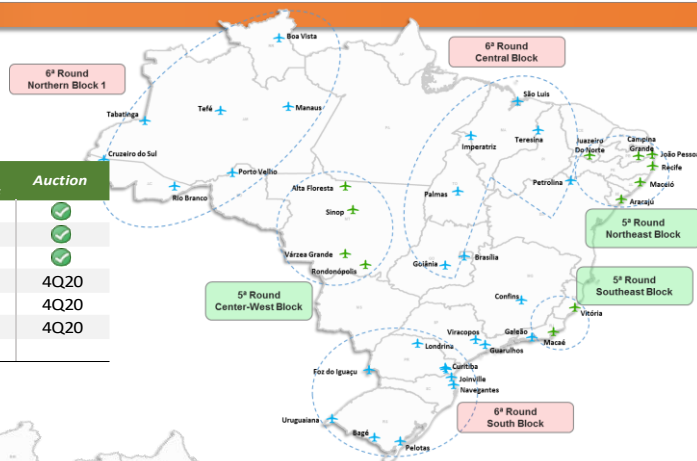 Boa Vista
6ª Round
Northern Block 1
6ª Round
Central Block
Tabatinga
Tefé
Manaus
São Luis
Imperatriz
Teresina
Juazeiro
Do Norte
Campina
Grande
João Pessoa
Recife
Cruzeiro do Sul
Porto Velho
Rio Branco
Alta Floresta
Sinop
Palmas
Petrolina
Maceió
Ararajú
Auction
4Q20
4Q20
4Q20
5ª Round
Northeast Block
Várzea Grande
Rondonópolis
Goiânia
Brasília
5ª Round
Southeast Block
5ª Round
Center-West Block
Confins
Vitória
Viracopos
Galeão
Macaé
Guarulhos
Londrina
Foz do Iguaçu
Curitiba
Joinville
Navegantes
6ª Round
South Block
Uruguaiana
Bagé
Pelotas